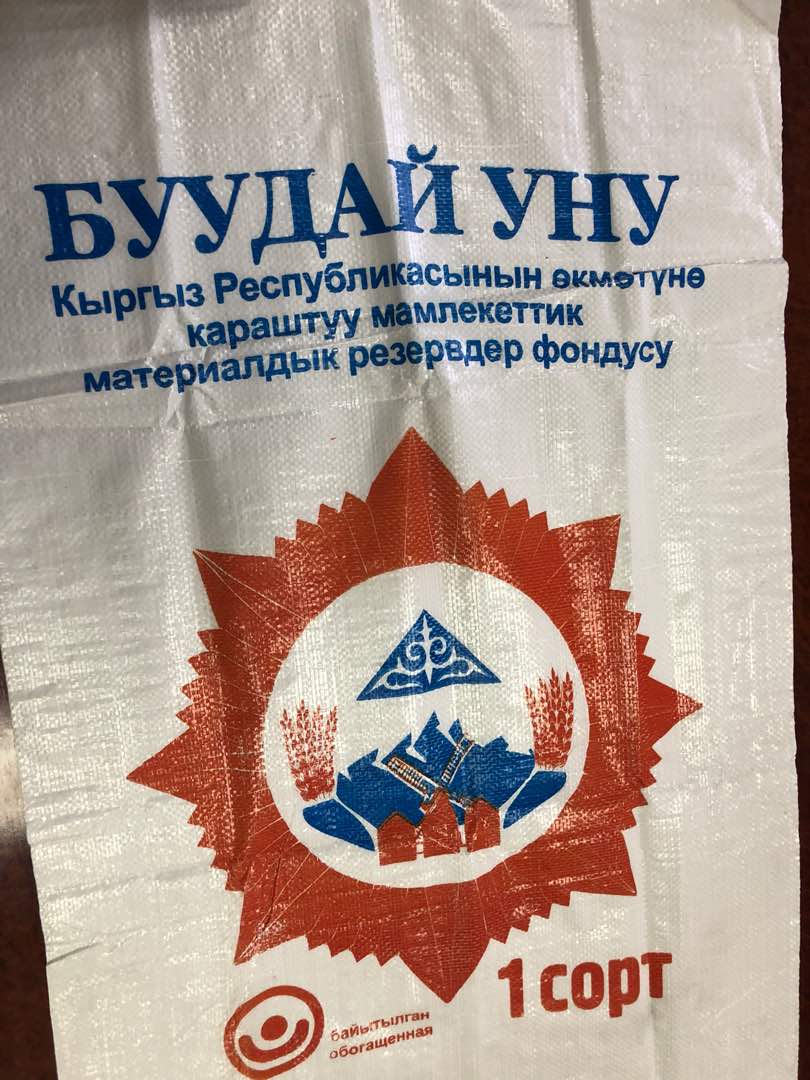 БУУДАЙ УНУ
Кыргыз Республикасынын өкмөтүнө
караштуу мамлекеттик
материалдык резервдер фондусу
1 сорт
байытылган
обогащенная